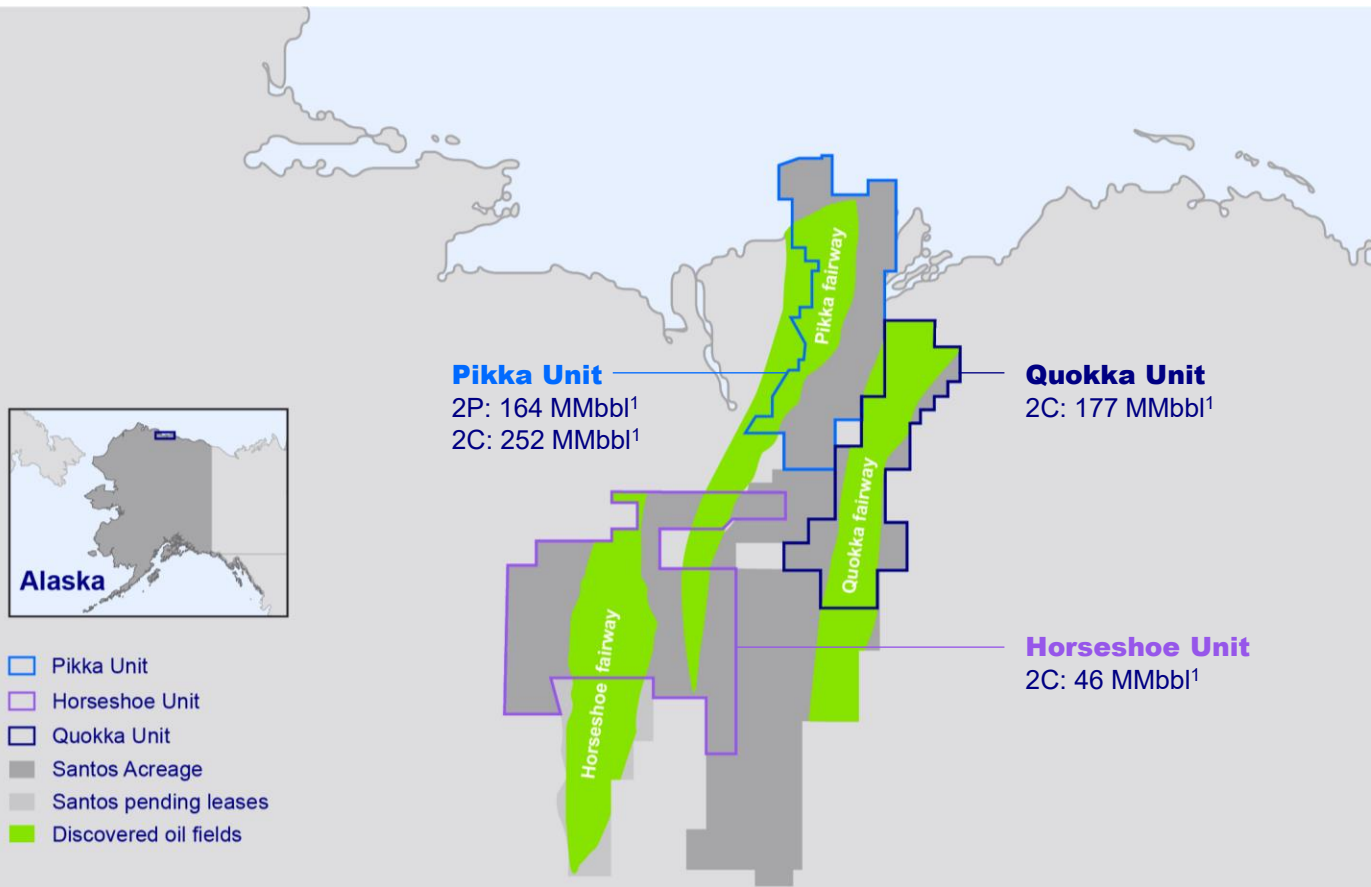 Pikka fairway
Pikka Unit
2P: 164 MMbbl¹
2C: 252 MMbbl¹
Quokka Unit
2C: 177 MMbbl¹
Quokka fairway
Horseshoe fairway
Horseshoe Unit
2C: 46 MMbbl¹
Alaska
Pikka Unit
Horseshoe Unit
Quokka Unit
Santos Acreage
Santos pending leases
Discovered oil fields